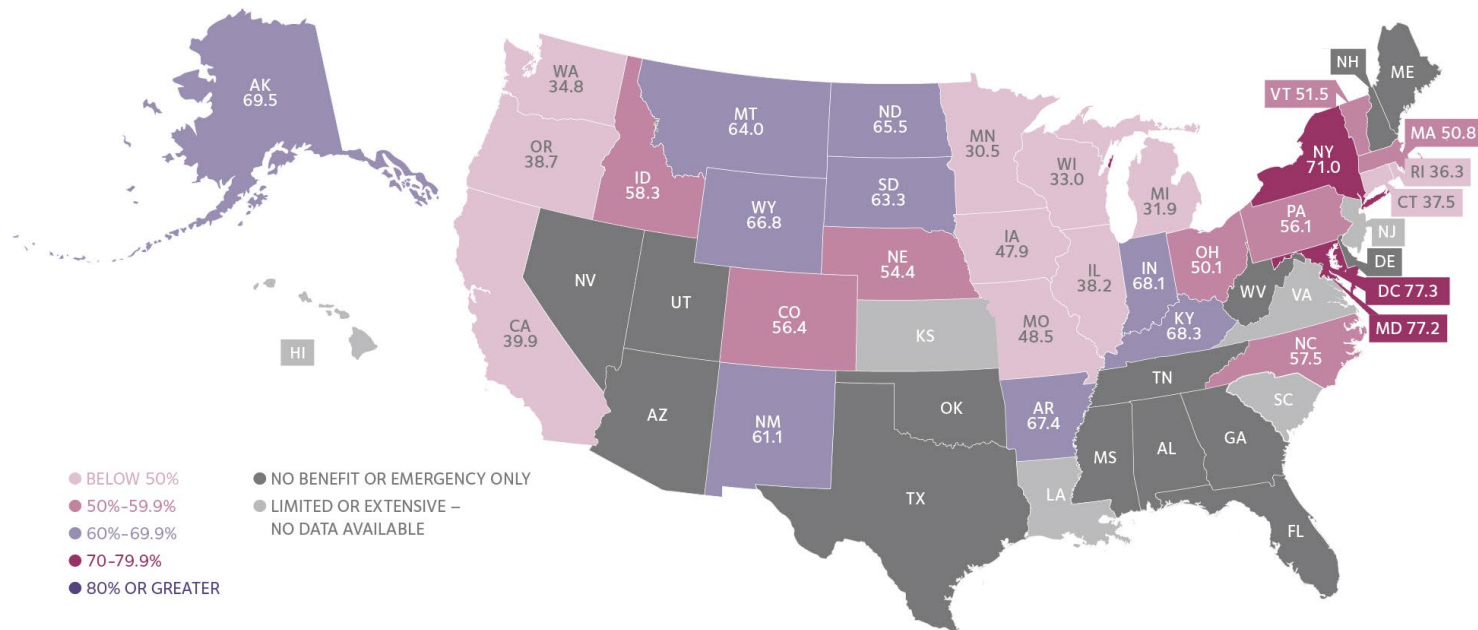 AK
69.5
WA
34.8
OR
38.7
CA
39.9
ID
58.3
NV
UT
AZ
MT
64.0
WY
66.8
CO
56.4
NM
61.1
ND
65.5
SD
63.3
NE
54.4
KS
OK
TX
MN
30.5
IA
47.9
MO
48.5
AR
67.4
LA
WI
33.0
IL
38.2
MI
31.9
IN
68.1
OH
50.1
KY
68.3
TN
MS
AL
GA
FL
SC
NC
57.5
VA
WV
PA
56.1
NY
71.0
VT 51.5
NH
ME
MA 50.8
RI 36.3
CT 37.5
NJ
DE
DC 77.3
MD 77.2
HI
BELOW 50%
50%–59.9%
60%–69.9%
70–79.9%
80% OR GREATER
NO BENEFIT OR EMERGENCY ONLY
LIMITED OR EXTENSIVE –
NO DATA AVAILABLE